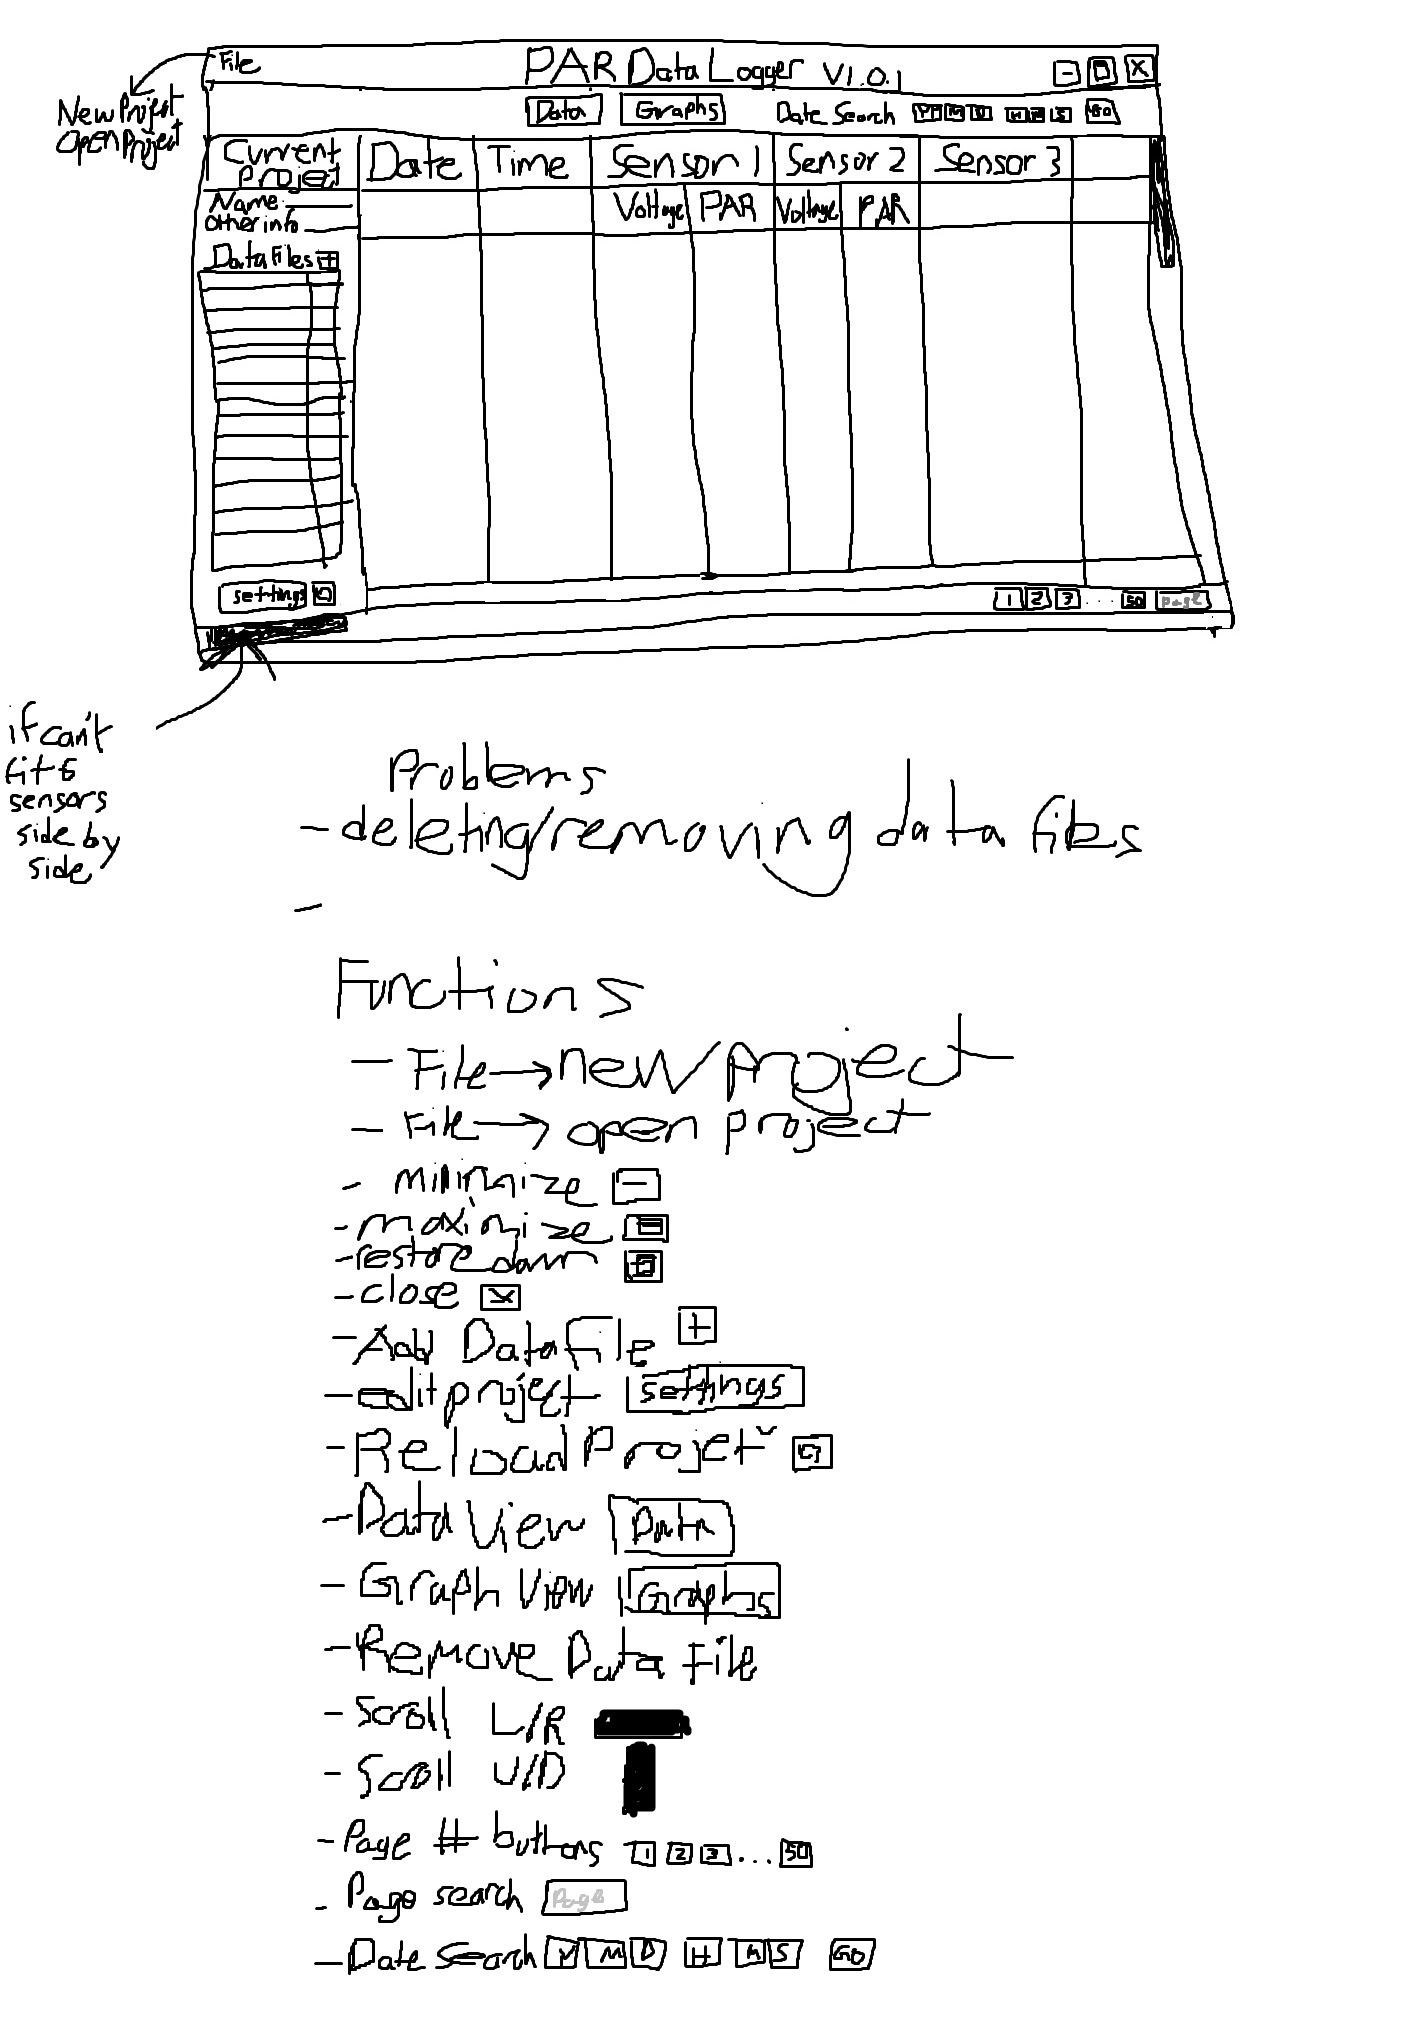 File
PAR Data Logger V1.0.1
New Project
open Project
Data Graphs Date Search Y M D H S GO
Current Projet
Date Time Sensor 1 Sensor 2 Sensor 3
Name
other info
Voltage PAR Voltage PAR
Data Files +
settings
1 2 3 ... 50 Page
if can't
fit 6
sensors
side by
side
Problems
- deleting/removing data files
-
Functions
- File → new project
- File → open project
- minimize
- maximize
- restore down
- close
- Add Data File +
- edit project settings
- Reload Projet
- Data View Data
- Graph View Graphs
- Remove Data File
- Scroll L/R
- Scroll U/D
- Page # buttons 1 2 3 ... 50
- Page search Page
- Date Search Y M D H M S GO